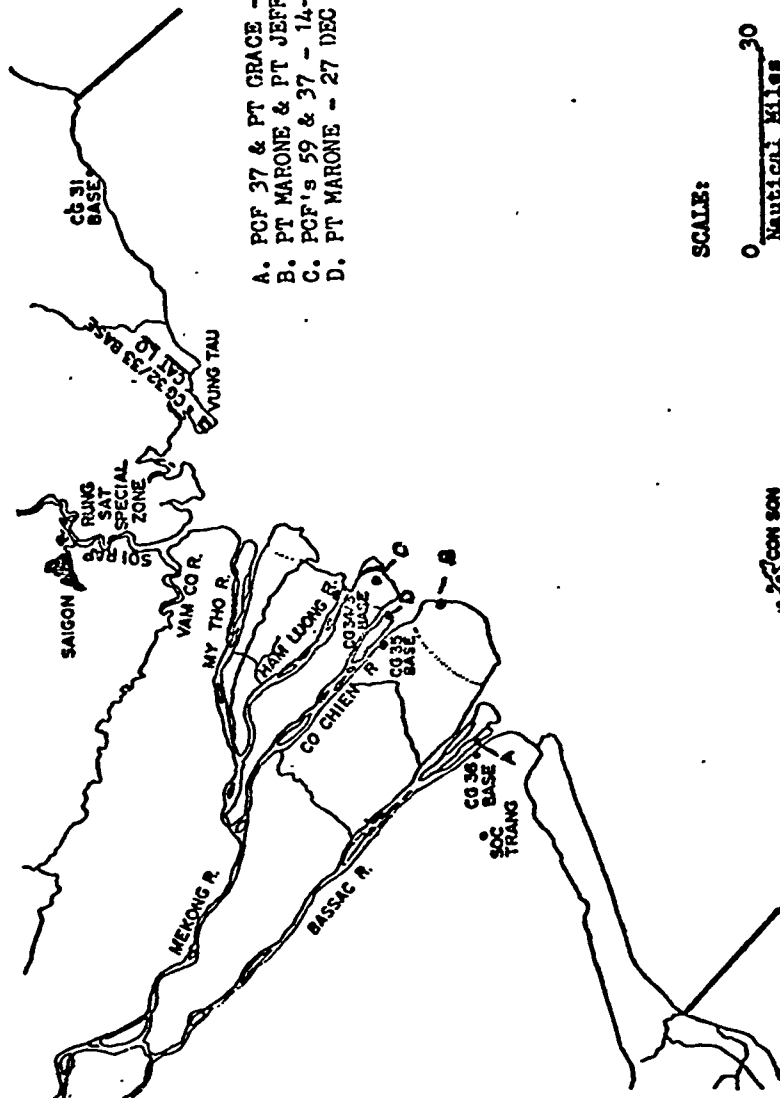 CG 31
BASE
CG 32/33 BASE
CAT LO
VUNG TAU
RUNG
SAT
SPECIAL
ZONE
SAIGON
SOI
VAM CO R.
MY THO R.
HAM LUONG R.
CG 34/3
BASE
C
D
B
CG 35
BASE
CO CHIEN R
MEKONG R.
BASSAC R.
CG 36
BASE
A
SOC
TRANG
CON SON
A. PCF 37 & PT GRACE -
B. PT MARONE & PT JEFF
C. PCF's 59 & 37 - 14-
D. PT MARONE - 27 DEC
SCALE:
0 30
Nautical Miles